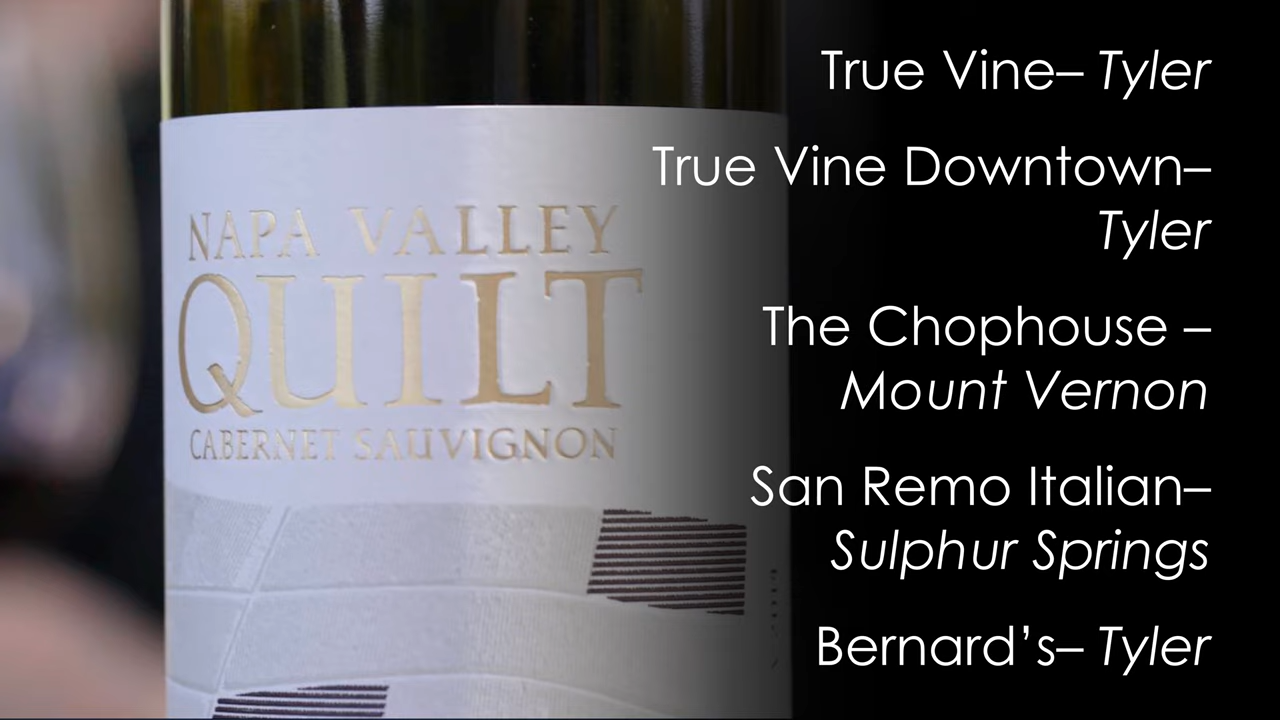 NAPA VALLEY
QUILT
CABERNET SAUVIGNON
True Vine– Tyler
True Vine Downtown–
Tyler
The Chophouse –
Mount Vernon
San Remo Italian–
Sulphur Springs
Bernard’s– Tyler